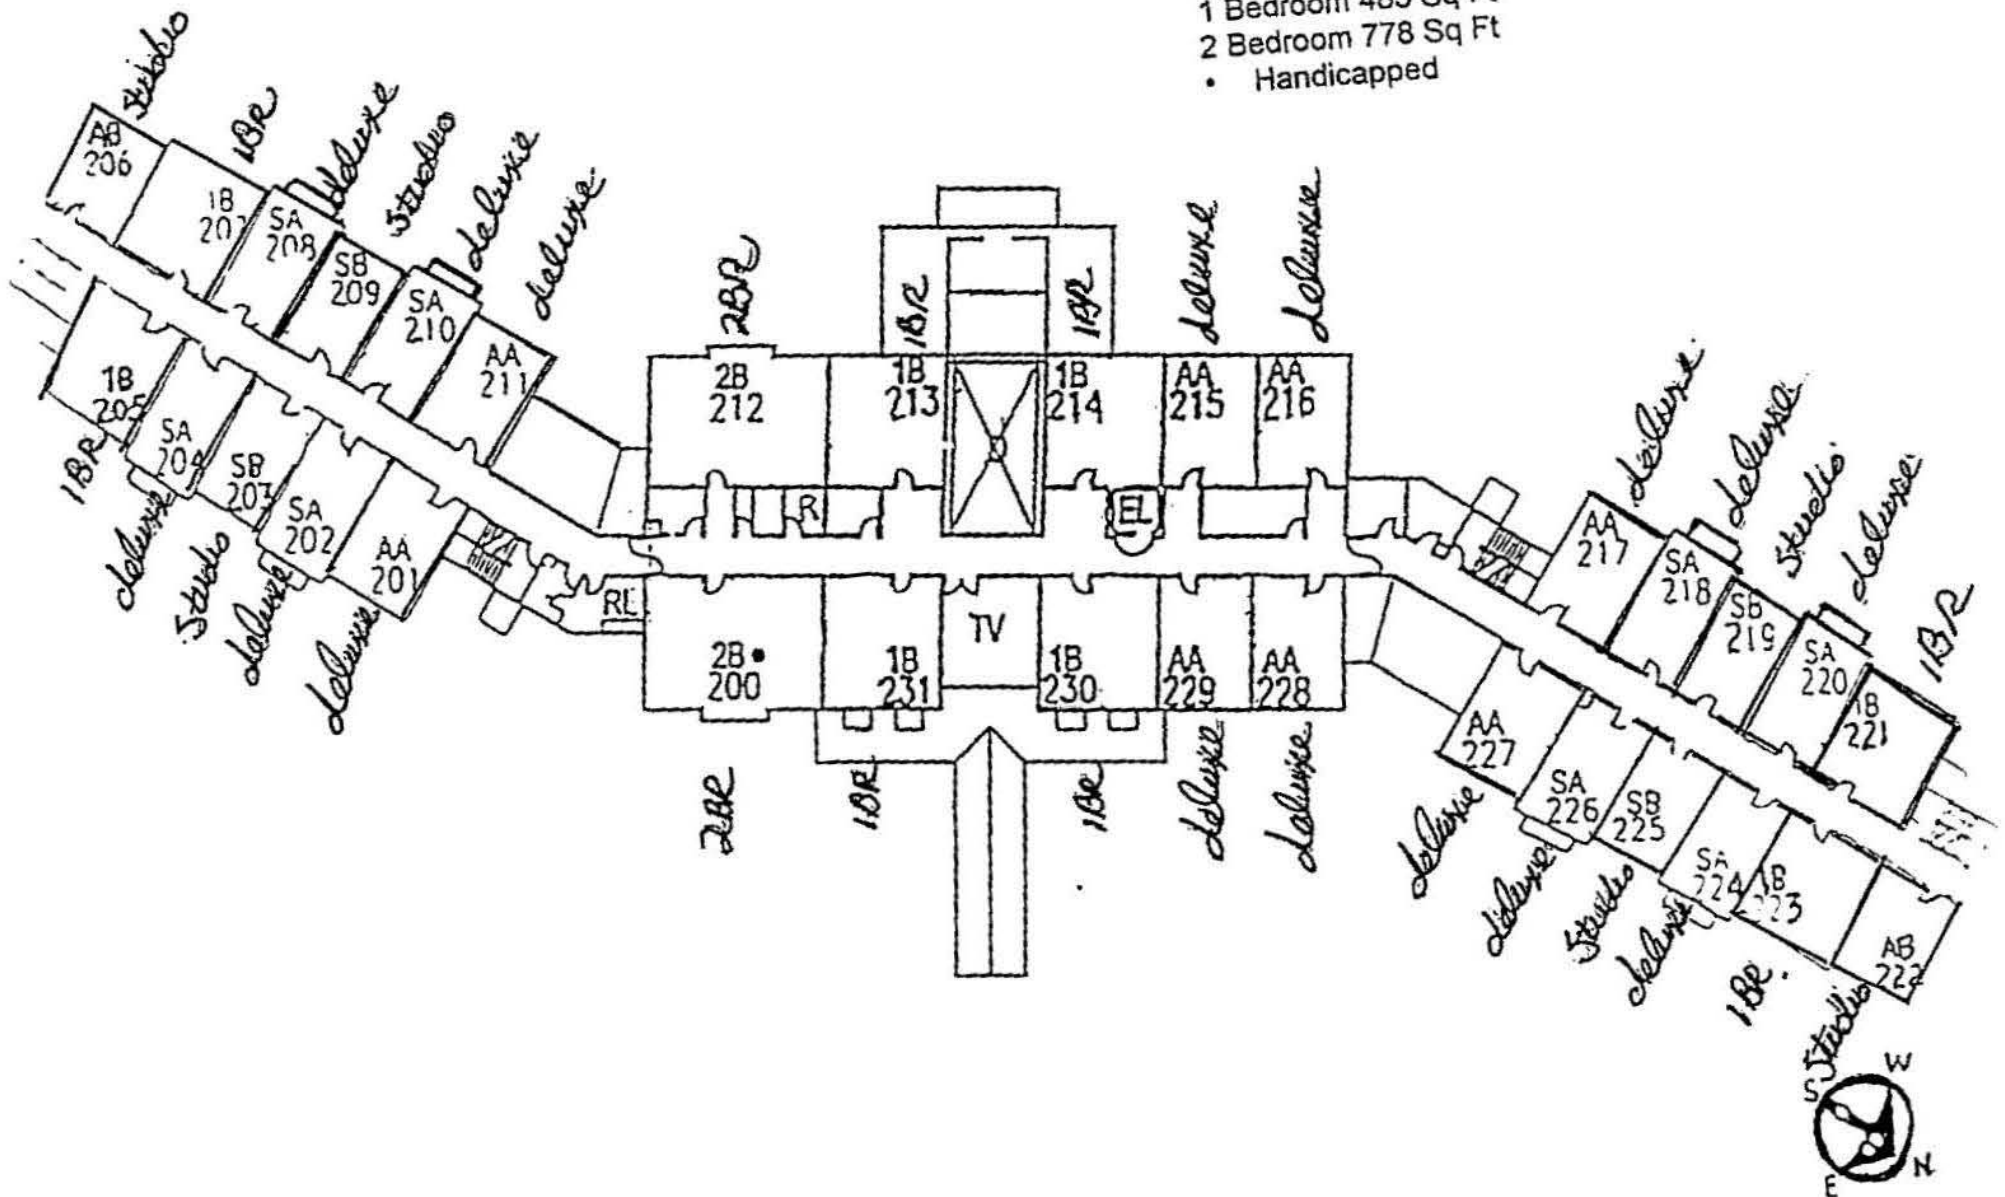 1 Bedroom 485 Sq Ft
2 Bedroom 778 Sq Ft
• Handicapped
Studio
AB
206
1BR
1B
207
deluxe
SA
208
Studio
SB
209
deluxe
SA
210
deluxe
AA
211
1B
205
1BR
SA
204
deluxe
SB
203
Studio
SA
202
deluxe
AA
201
deluxe
2BR
2B
212
1BR
1B
213
1BR
1B
214
deluxe
AA
215
deluxe
AA
216
R
EL
RL
TV
2B•
200
2BR
1B
231
1BR
1B
230
1BR
AA
229
deluxe
AA
228
deluxe
deluxe
AA
217
deluxe
SA
218
Studio
SB
219
deluxe
SA
220
1BR
1B
221
AA
227
deluxe
SA
226
deluxe
SB
225
Studio
SA
224
deluxe
1B
223
1BR
AB
222
Studio
S
W
E
N